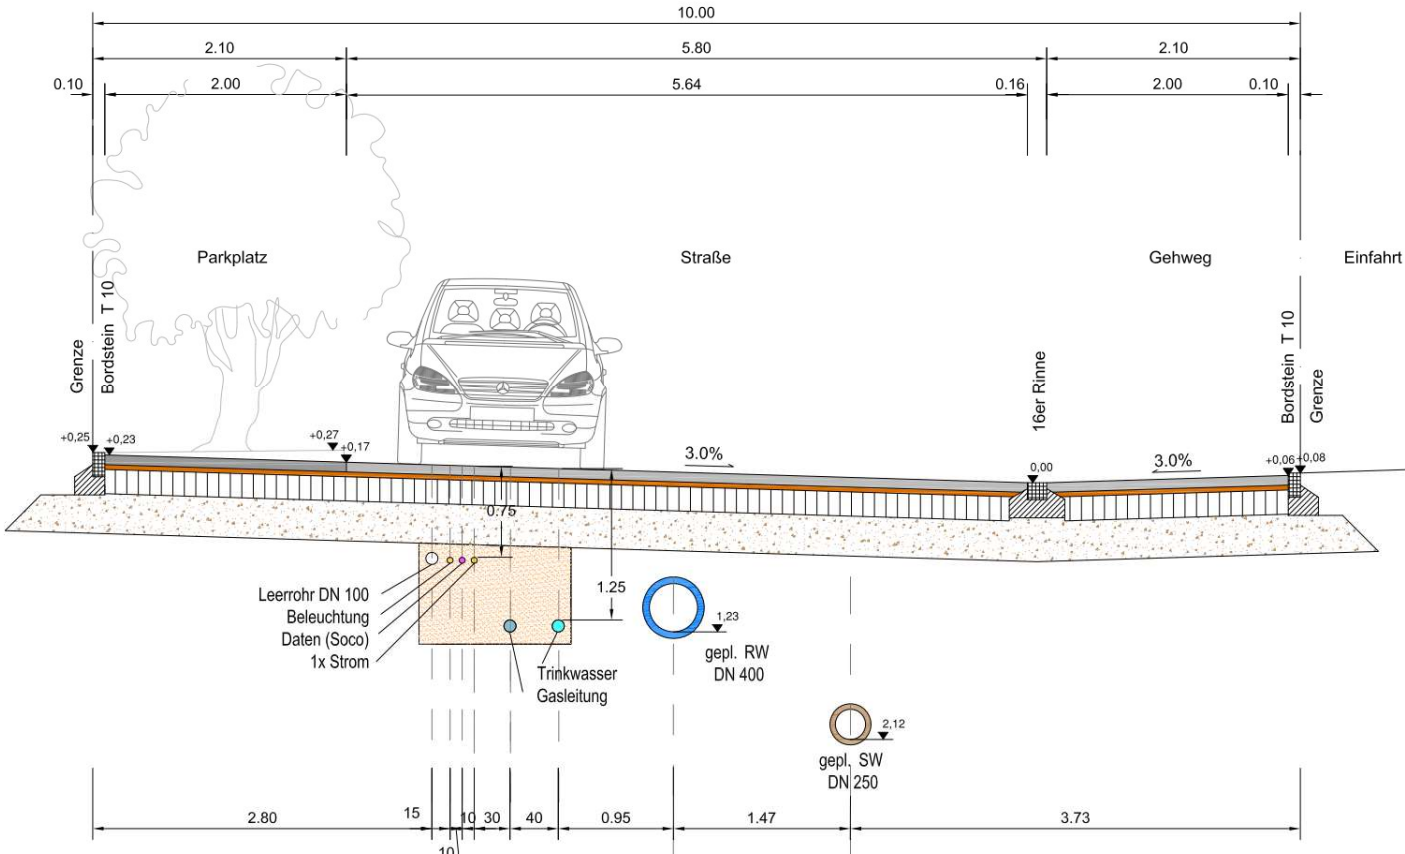 10.00
2.10 5.80 2.10
0.10 2.00 5.64 0.16 2.00 0.10
Parkplatz Straße Gehweg Einfahrt
Grenze
Bordstein T 10
16er Rinne
Bordstein T 10
Grenze
+0,25 +0,23 +0,27 +0,17 3.0% 0,00 3.0% +0,06 +0,08
0.75
1.25
Leerrohr DN 100
Beleuchtung
Daten (Soco)
1x Strom
Trinkwasser
Gasleitung
1,23
gepl. RW
DN 400
2,12
gepl. SW
DN 250
2.80 15 10 30 40 0.95 1.47 3.73
10